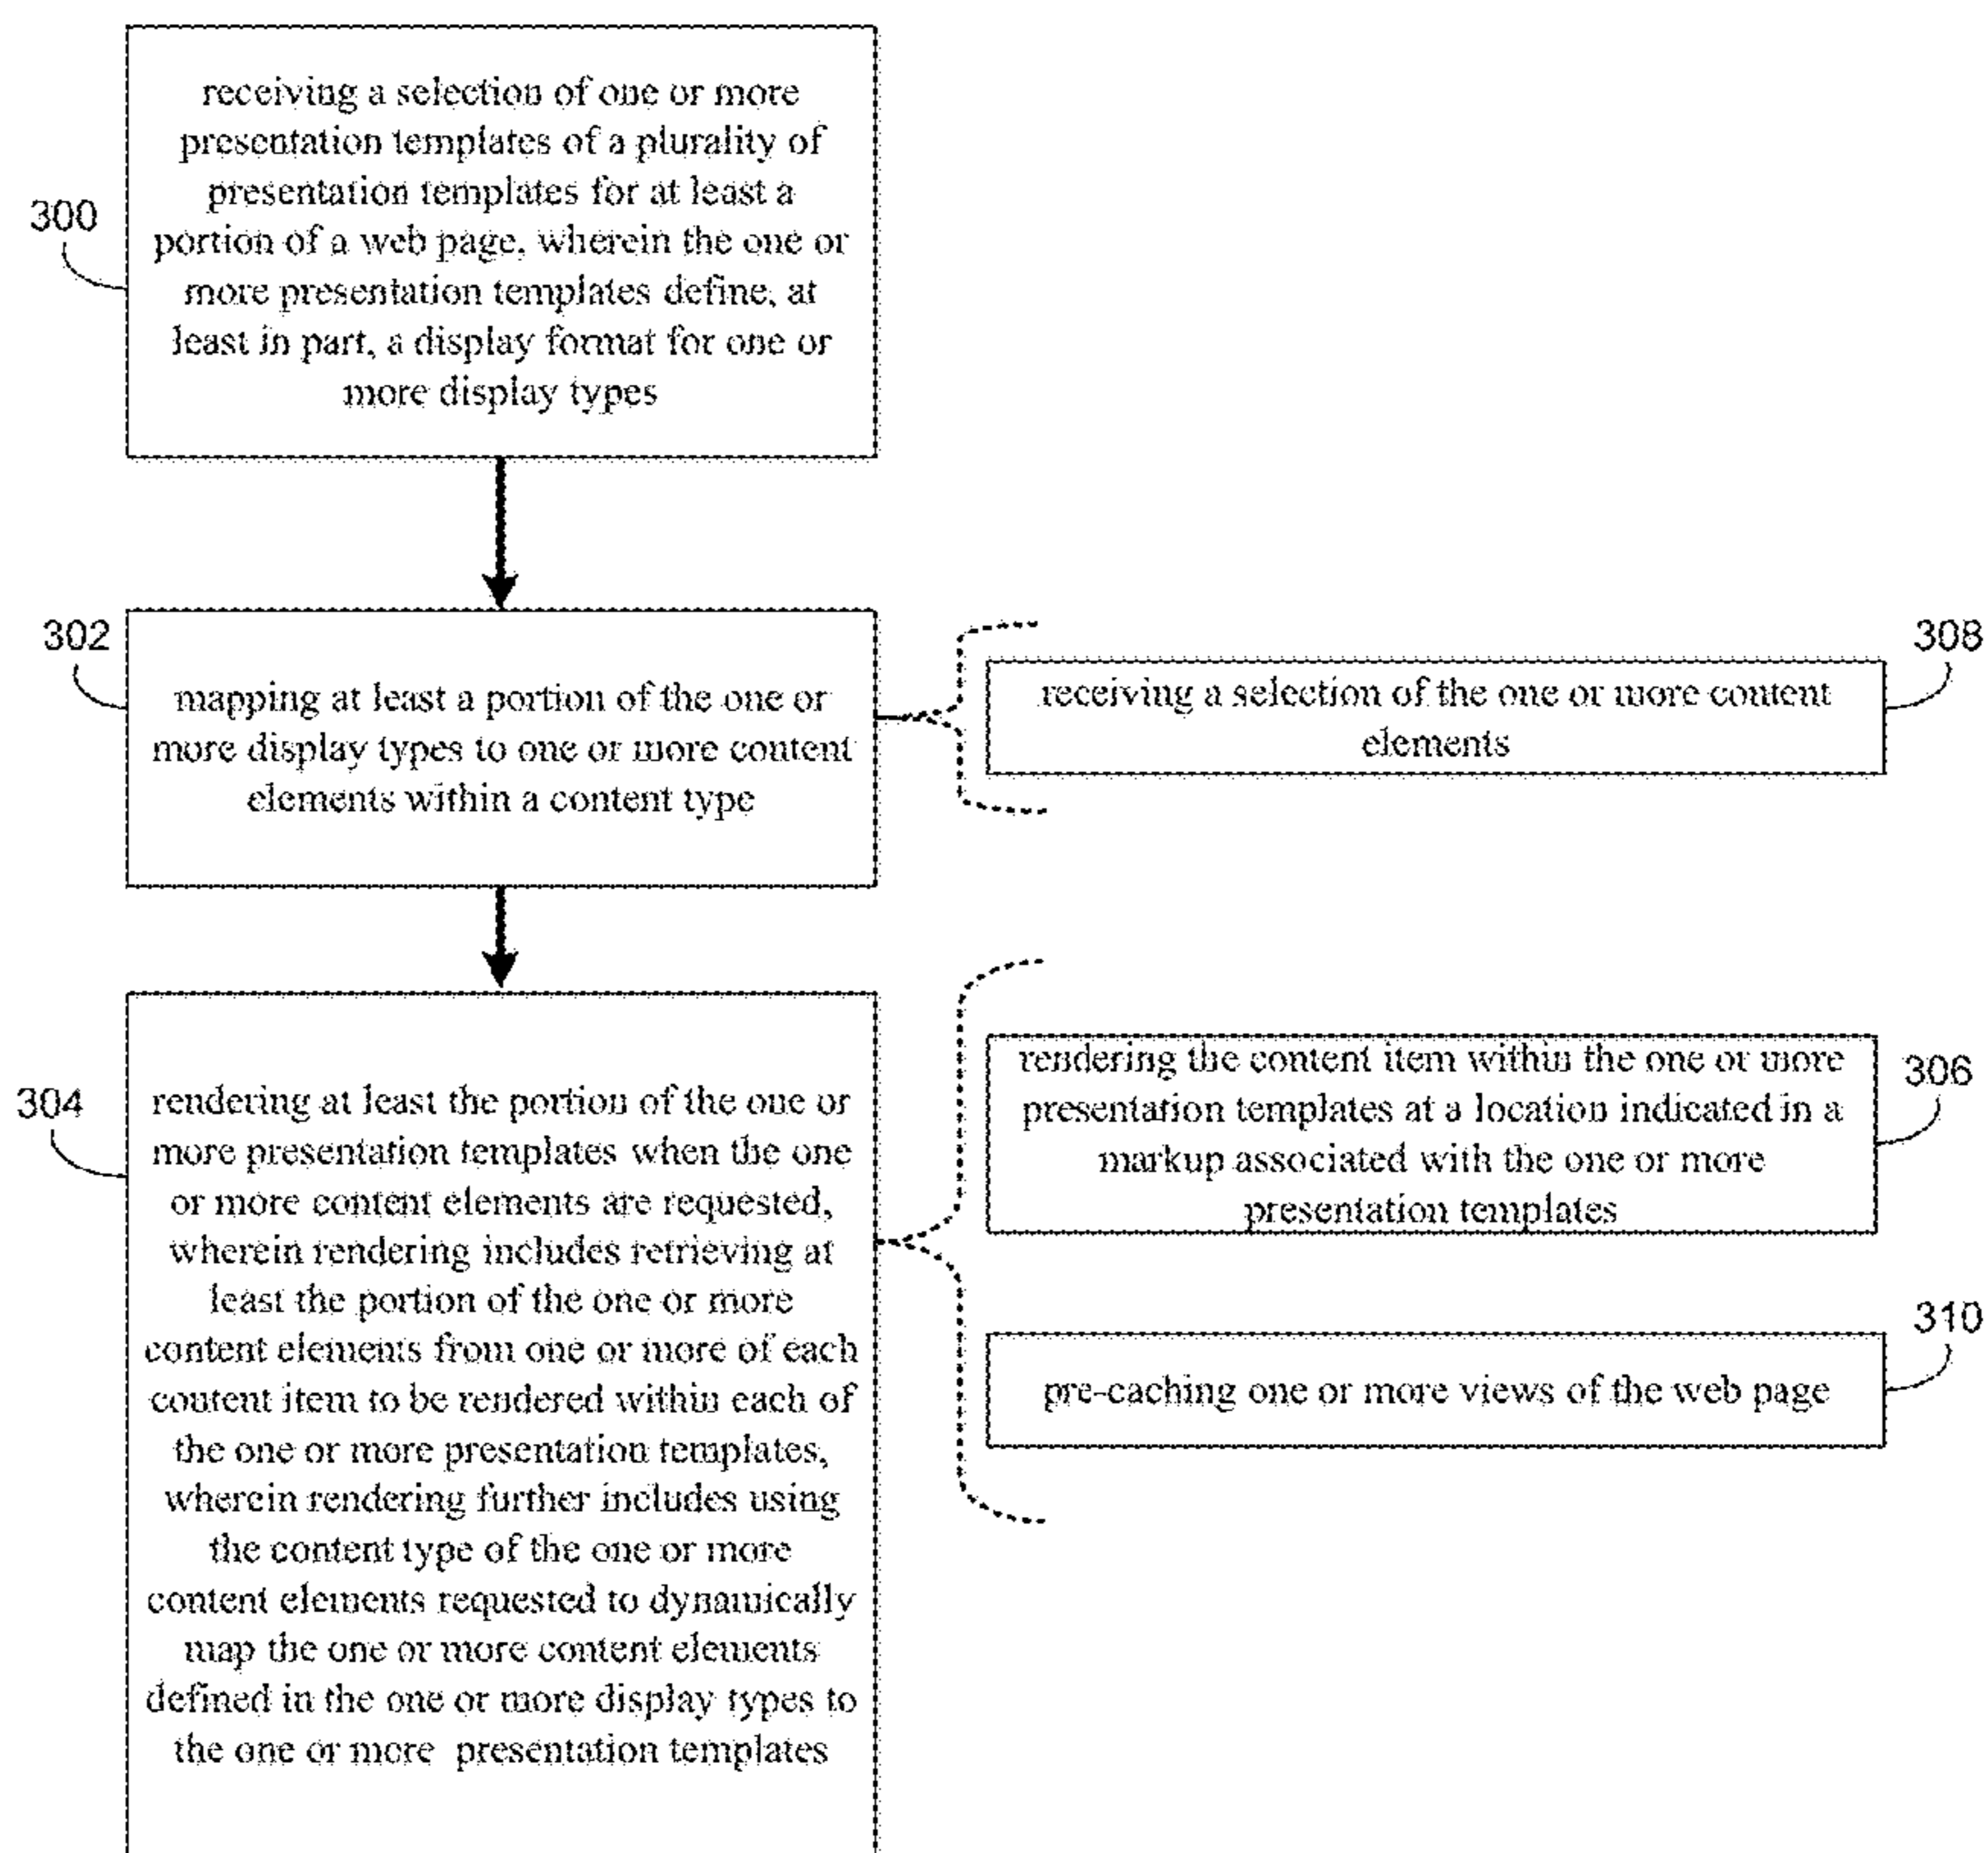 300
receiving a selection of one or more
presentation templates of a plurality of
presentation templates for at least a
portion of a web page, wherein the one or
more presentation templates define, at
least in part, a display format for one or
more display types
302
mapping at least a portion of the one or
more display types to one or more content
elements within a content type
308
receiving a selection of the one or more content
elements
304
rendering at least the portion of the one or
more presentation templates when the one
or more content elements are requested,
wherein rendering includes retrieving at
least the portion of the one or more
content elements from one or more of each
content item to be rendered within each of
the one or more presentation templates,
wherein rendering further includes using
the content type of the one or more
content elements requested to dynamically
map the one or more content elements
defined in the one or more display types to
the one or more presentation templates
306
rendering the content item within the one or more
presentation templates at a location indicated in a
markup associated with the one or more
presentation templates
310
pre-caching one or more views of the web page